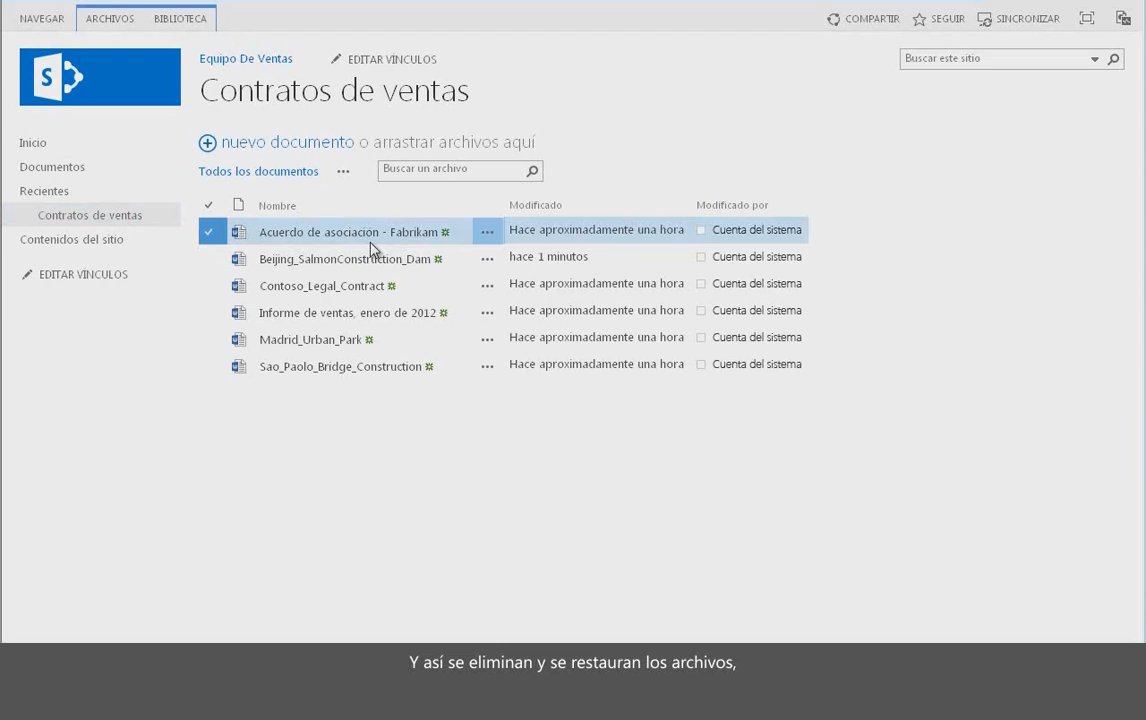 NAVEGAR ARCHIVOS BIBLIOTECA COMPARTIR SEGUIR SINCRONIZAR
S
Equipo De Ventas EDITAR VÍNCULOS Buscar este sitio
Contratos de ventas
nuevo documento o arrastrar archivos aquí
Todos los documentos ••• Buscar un archivo
Inicio
Documentos
Recientes
Contratos de ventas
Contenidos del sitio
EDITAR VÍNCULOS
Nombre Modificado Modificado por
Acuerdo de asociación - Fabrikam ••• Hace aproximadamente una hora Cuenta del sistema
Beijing_SalmonConstruction_Dam ••• hace 1 minutos Cuenta del sistema
Contoso_Legal_Contract ••• Hace aproximadamente una hora Cuenta del sistema
Informe de ventas, enero de 2012 ••• Hace aproximadamente una hora Cuenta del sistema
Madrid_Urban_Park ••• Hace aproximadamente una hora Cuenta del sistema
Sao_Paolo_Bridge_Construction ••• Hace aproximadamente una hora Cuenta del sistema
Y así se eliminan y se restauran los archivos,